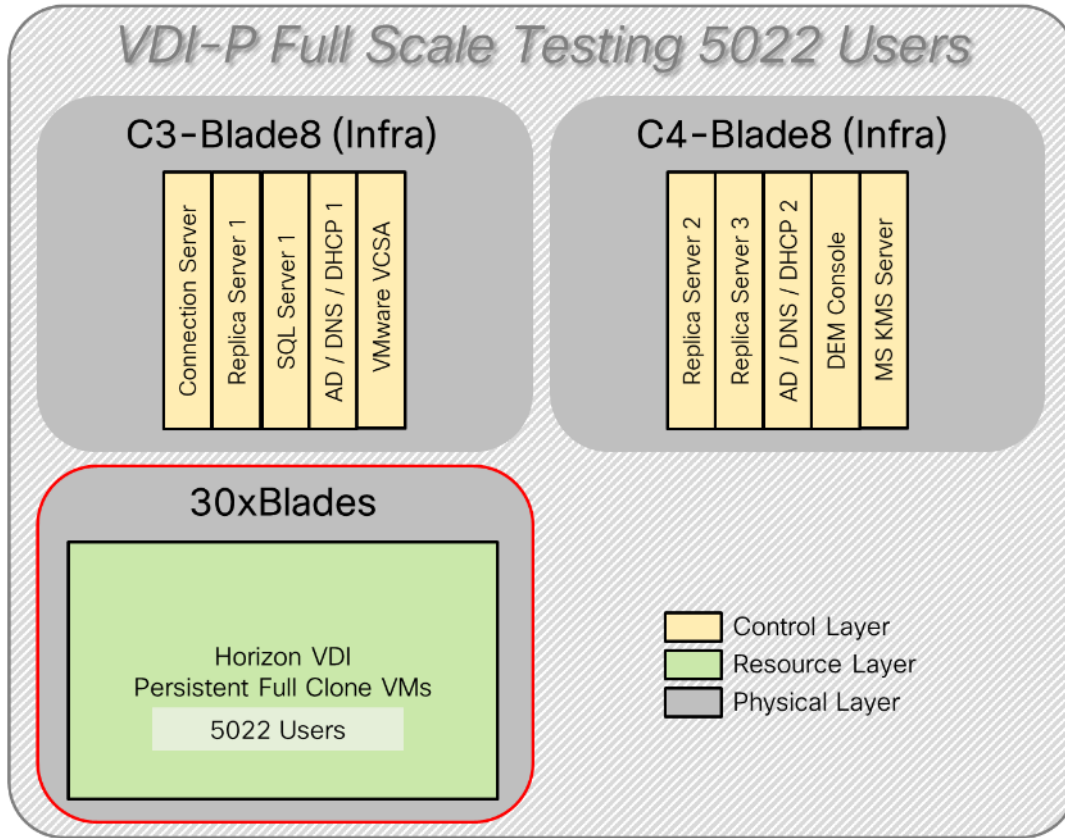 VDI-P Full Scale Testing 5022 Users
C3-Blade8 (Infra)
Connection Server
Replica Server 1
SQL Server 1
AD / DNS / DHCP 1
VMware VCSA
C4-Blade8 (Infra)
Replica Server 2
Replica Server 3
AD / DNS / DHCP 2
DEM Console
MS KMS Server
30xBlades
Horizon VDI
Persistent Full Clone VMs
5022 Users
Control Layer
Resource Layer
Physical Layer